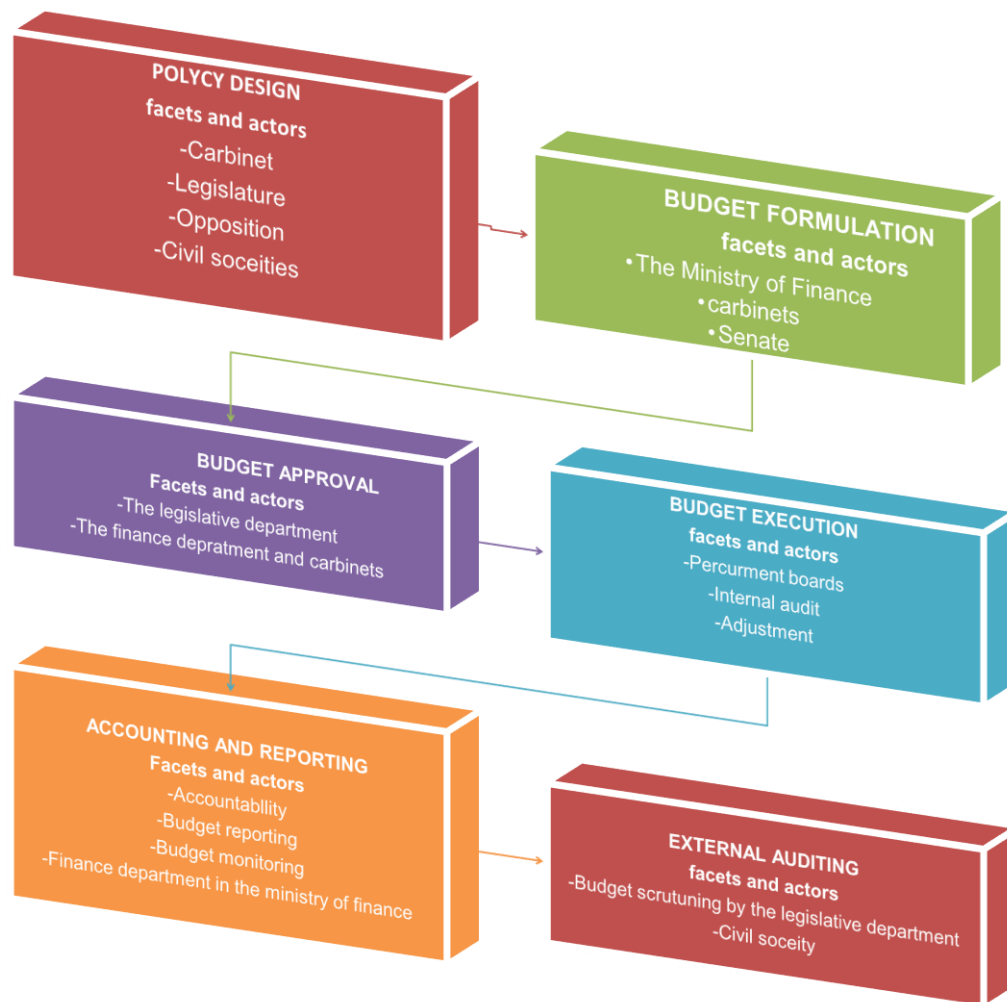 POLYCY DESIGN
facets and actors
-Carbinet
-Legislature
-Opposition
-Civil soceities
BUDGET FORMULATION
facets and actors
•The Ministry of Finance
•carbinets
•Senate
BUDGET APPROVAL
Facets and actors
-The legislative department
-The finance depratment and carbinets
BUDGET EXECUTION
facets and actors
-Percurment boards
-Internal audit
-Adjustment
ACCOUNTING AND REPORTING
Facets and actors
-Accountabllity
-Budget reporting
-Budget monitoring
-Finance department in the ministry of finance
EXTERNAL AUDITING
facets and actors
-Budget scrutuning by the legislative department
-Civil soceity